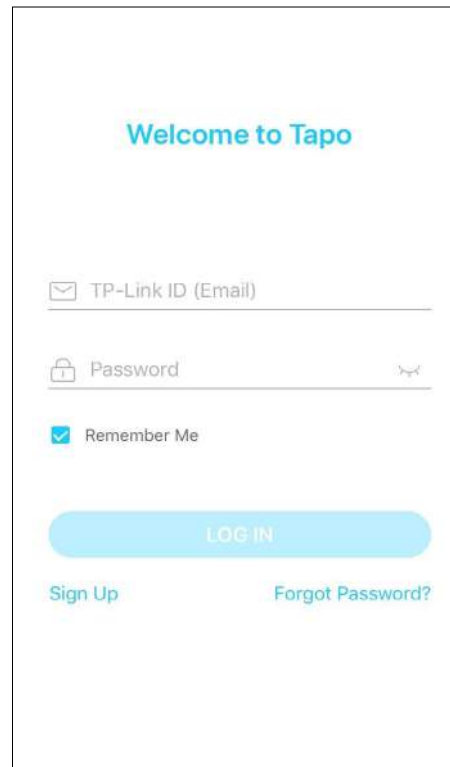 Welcome to Tapo
TP-Link ID (Email)
Password
Remember Me
LOG IN
Sign Up
Forgot Password?